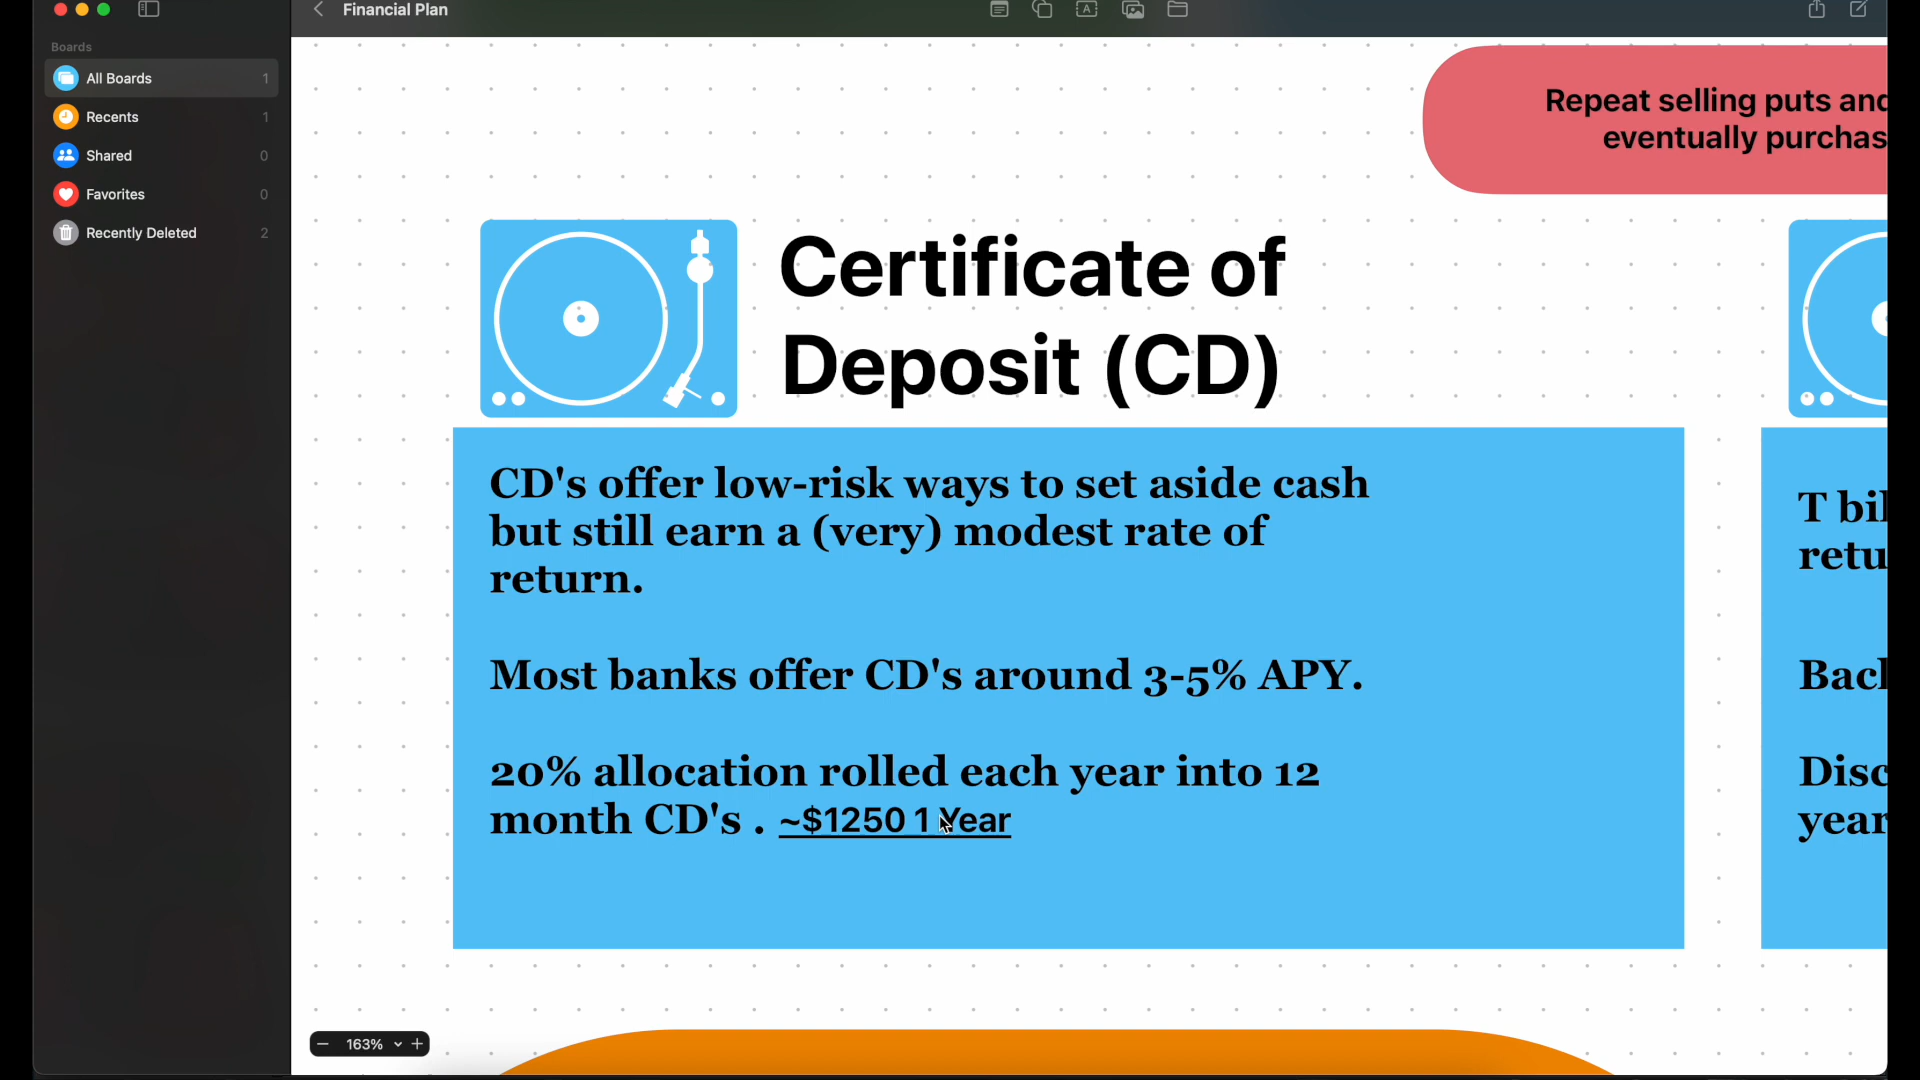 Financial Plan
Boards
All Boards 1
Recents 1
Shared 0
Favorites 0
Recently Deleted 2
Repeat selling puts and
eventually purchas
Certificate of
Deposit (CD)
CD's offer low-risk ways to set aside cash
but still earn a (very) modest rate of
return.
Most banks offer CD's around 3-5% APY.
20% allocation rolled each year into 12
month CD's . ~$1250 1 Year
T bil
retu
Bac
Disc
year
163%